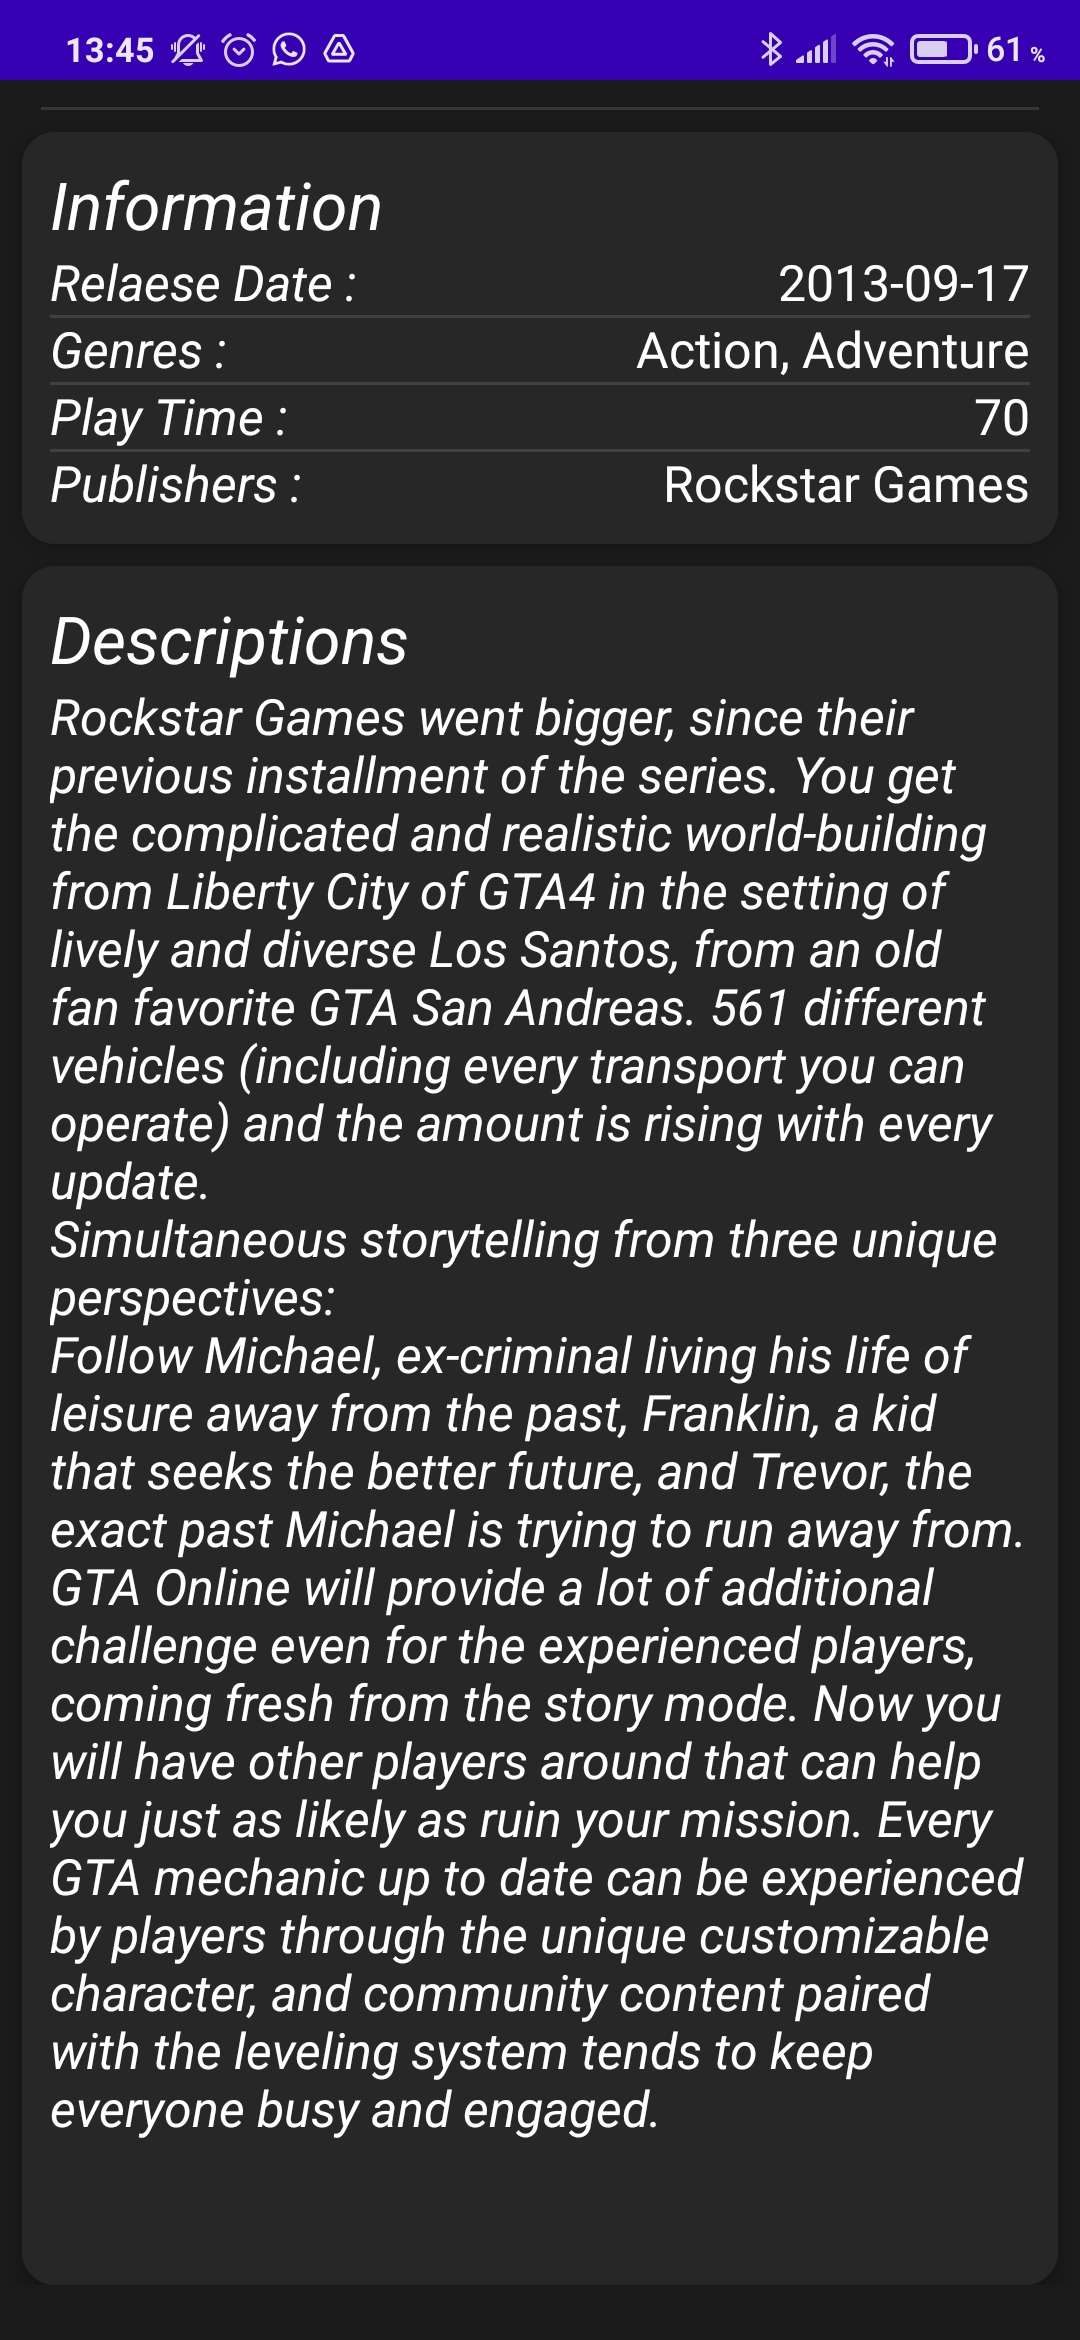 13:45
61 %
Information
Relaese Date : 2013-09-17
Genres : Action, Adventure
Play Time : 70
Publishers : Rockstar Games
Descriptions
Rockstar Games went bigger, since their
previous installment of the series. You get
the complicated and realistic world-building
from Liberty City of GTA4 in the setting of
lively and diverse Los Santos, from an old
fan favorite GTA San Andreas. 561 different
vehicles (including every transport you can
operate) and the amount is rising with every
update.
Simultaneous storytelling from three unique
perspectives:
Follow Michael, ex-criminal living his life of
leisure away from the past, Franklin, a kid
that seeks the better future, and Trevor, the
exact past Michael is trying to run away from.
GTA Online will provide a lot of additional
challenge even for the experienced players,
coming fresh from the story mode. Now you
will have other players around that can help
you just as likely as ruin your mission. Every
GTA mechanic up to date can be experienced
by players through the unique customizable
character, and community content paired
with the leveling system tends to keep
everyone busy and engaged.